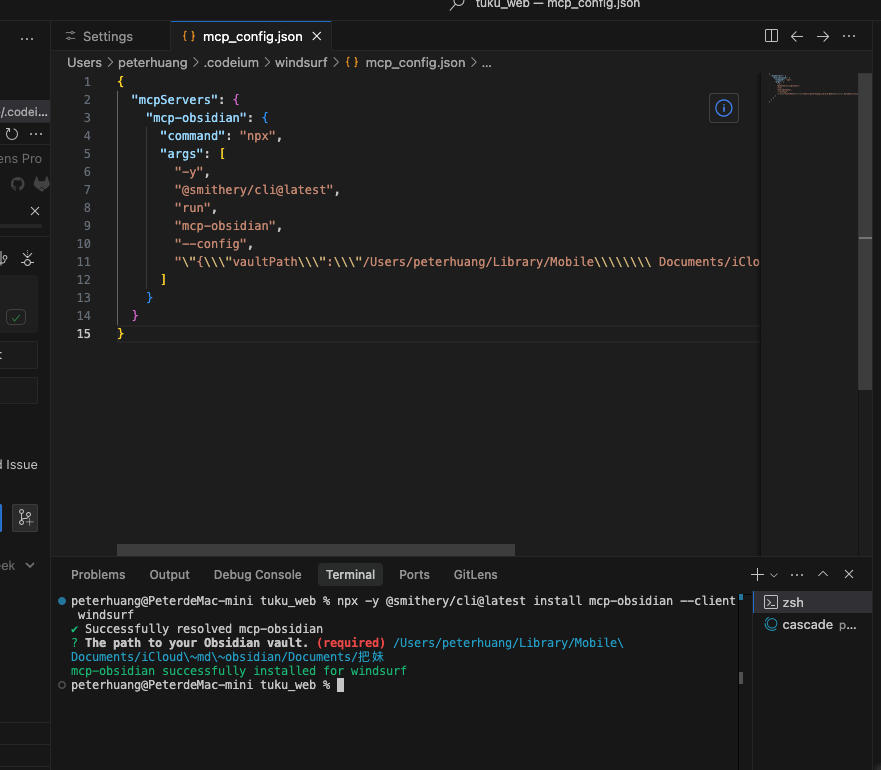 tuku_web — mcp_config.json
Settings
{} mcp_config.json
Users > peterhuang > .codeium > windsurf > {} mcp_config.json > ...
/.codei...
ens Pro
d Issue
eek
1 {
2 "mcpServers": {
3 "mcp-obsidian": {
4 "command": "npx",
5 "args": [
6 "-y",
7 "@smithery/cli@latest",
8 "run",
9 "mcp-obsidian",
10 "--config",
11 "\"{\\\"vaultPath\\\":\\\"/Users/peterhuang/Library/Mobile\\\\\\\\ Documents/iClo
12 ]
13 }
14 }
15 }
Problems Output Debug Console Terminal Ports GitLens
peterhuang@PeterdeMac-mini tuku_web % npx -y @smithery/cli@latest install mcp-obsidian --client
windsurf
✔ Successfully resolved mcp-obsidian
? The path to your Obsidian vault. (required) /Users/peterhuang/Library/Mobile\
Documents/iCloud\~md\~obsidian/Documents/把妹
mcp-obsidian successfully installed for windsurf
peterhuang@PeterdeMac-mini tuku_web %
zsh
cascade p...